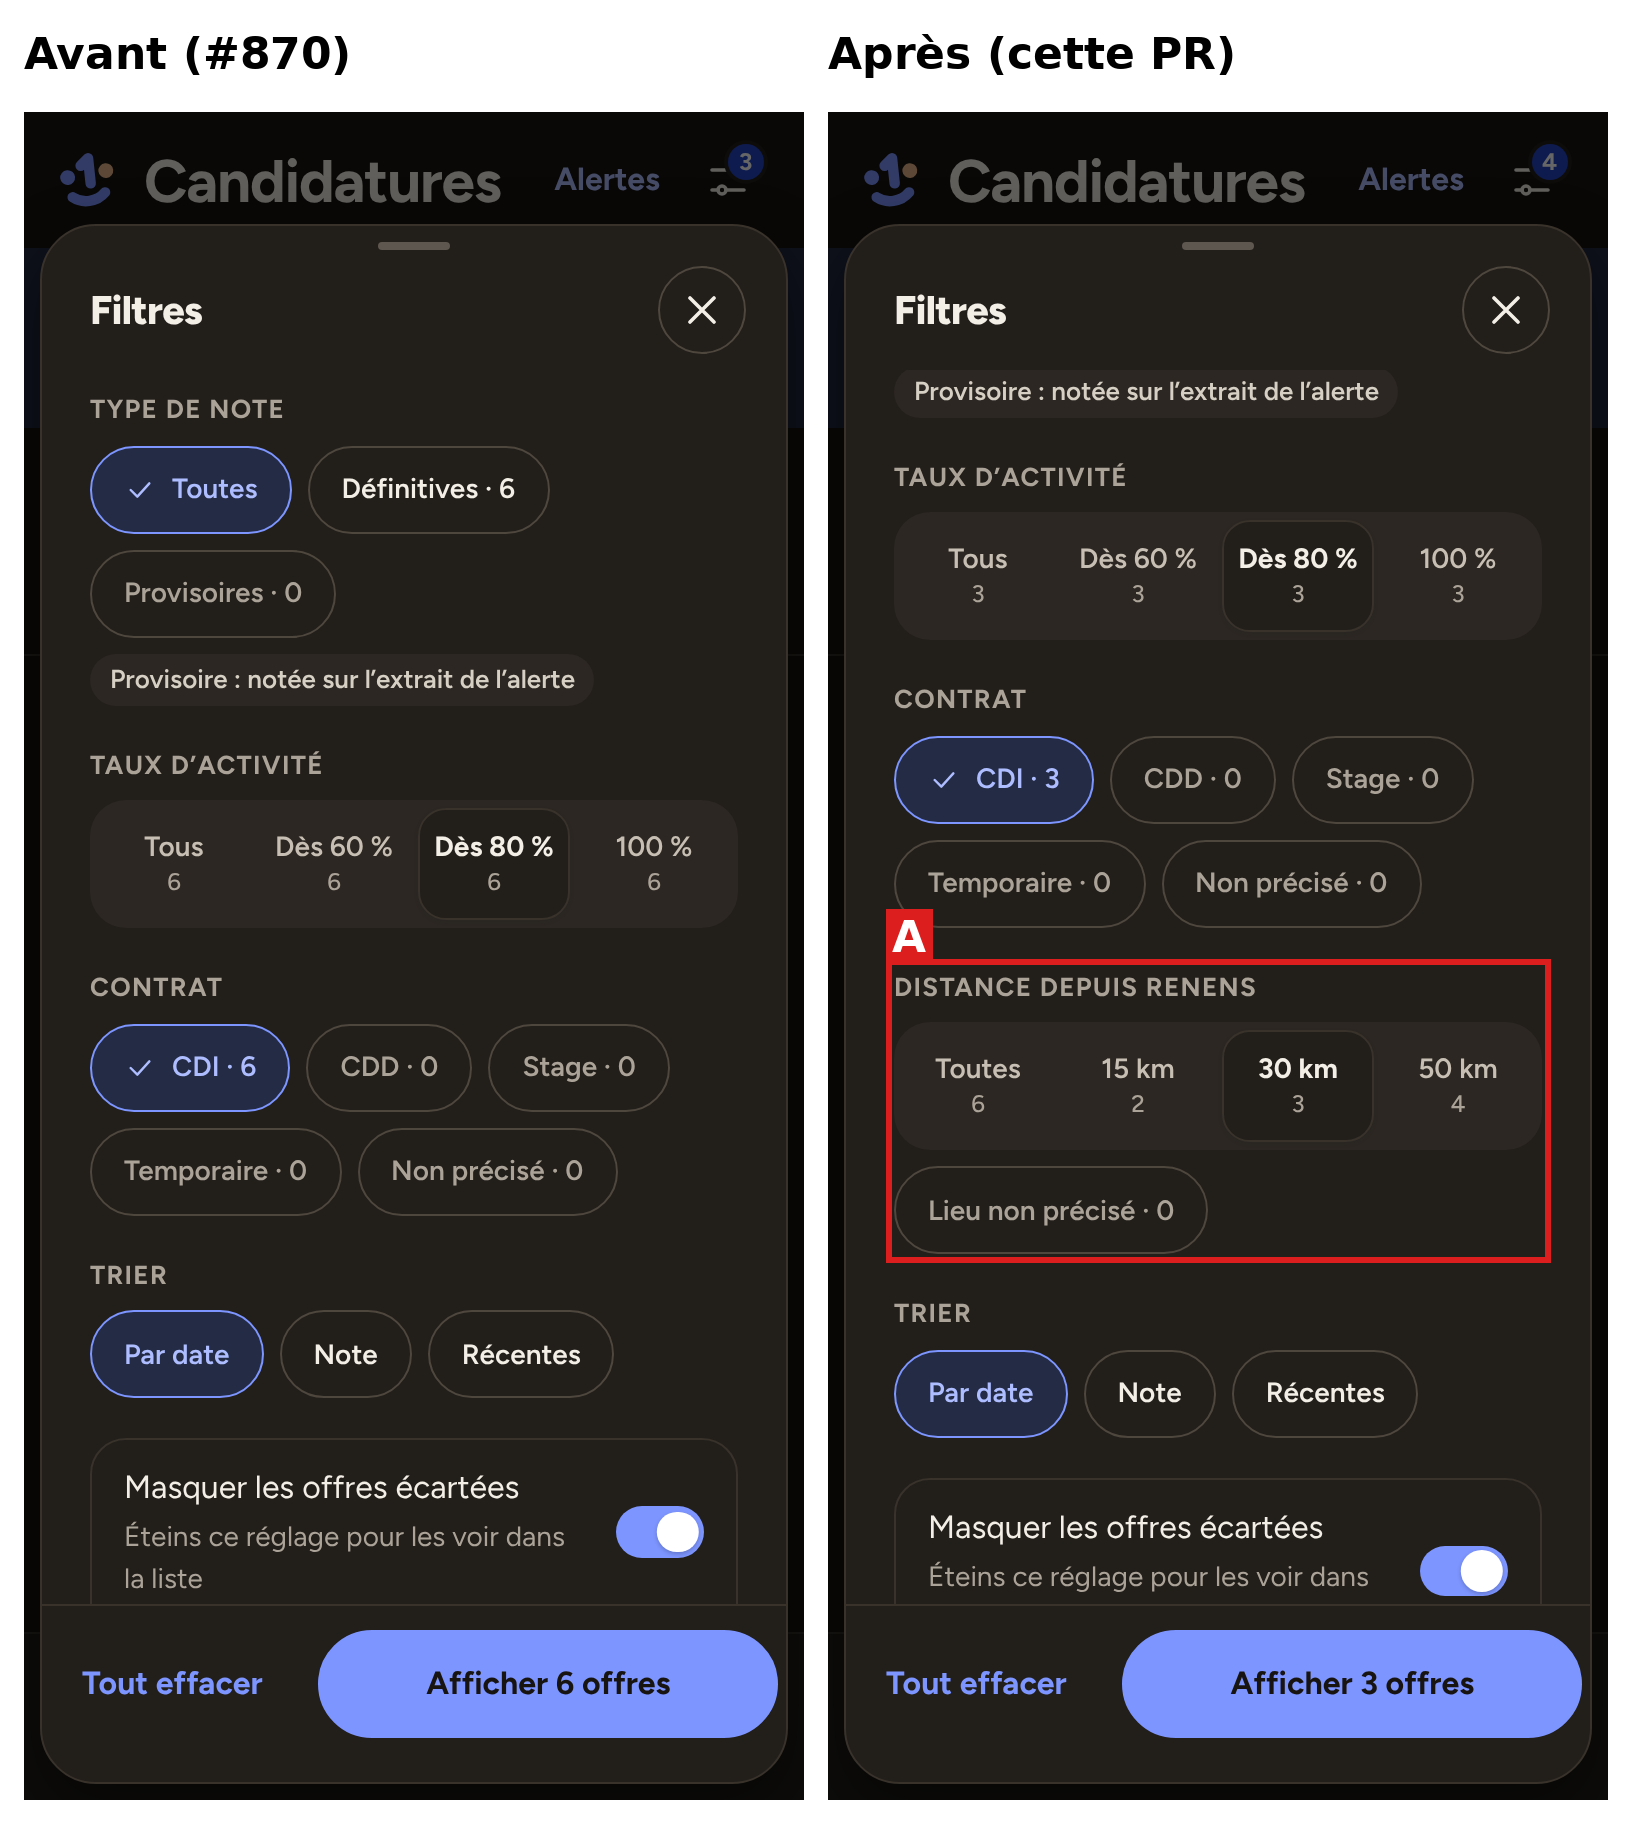 Avant (#870)
Candidatures
Alertes
3
Filtres
TYPE DE NOTE
Toutes
Définitives · 6
Provisoires · 0
Provisoire : notée sur l’extrait de l’alerte
TAUX D’ACTIVITÉ
Tous
6
Dès 60 %
6
Dès 80 %
6
100 %
6
CONTRAT
CDI · 6
CDD · 0
Stage · 0
Temporaire · 0
Non précisé · 0
TRIER
Par date
Note
Récentes
Masquer les offres écartées
Éteins ce réglage pour les voir dans
la liste
Tout effacer
Afficher 6 offres
Après (cette PR)
Candidatures
Alertes
4
Filtres
Provisoire : notée sur l’extrait de l’alerte
TAUX D’ACTIVITÉ
Tous
3
Dès 60 %
3
Dès 80 %
3
100 %
3
CONTRAT
CDI · 3
CDD · 0
Stage · 0
Temporaire · 0
Non précisé · 0
A
DISTANCE DEPUIS RENENS
Toutes
6
15 km
2
30 km
3
50 km
4
Lieu non précisé · 0
TRIER
Par date
Note
Récentes
Masquer les offres écartées
Éteins ce réglage pour les voir dans
Tout effacer
Afficher 3 offres